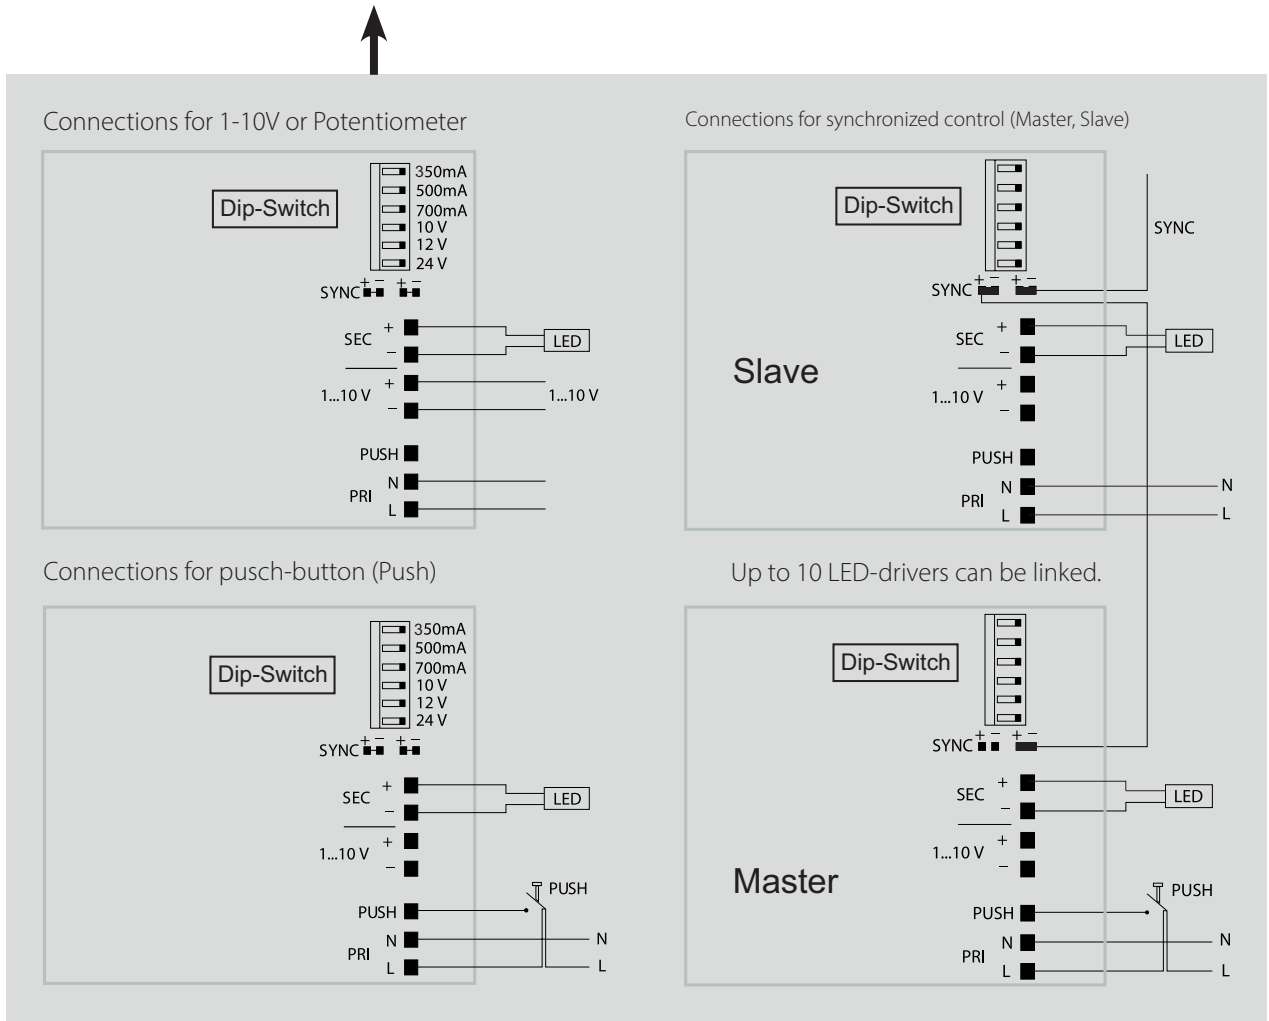 Connections for 1-10V or Potentiometer
Dip-Switch
350mA
500mA
700mA
10 V
12 V
24 V
SYNC + − + −
SEC + −
LED
1...10 V + −
1...10 V
PUSH
PRI N L
Connections for synchronized control (Master, Slave)
Dip-Switch
SYNC
SYNC + − + −
SEC + −
LED
Slave
1...10 V + −
PUSH
PRI N L
N
L
Connections for pusch-button (Push)
Dip-Switch
350mA
500mA
700mA
10 V
12 V
24 V
SYNC + − + −
SEC + −
LED
1...10 V + −
PUSH
PUSH
PRI N L
N
L
Up to 10 LED-drivers can be linked.
Dip-Switch
SYNC + − + −
SEC + −
LED
1...10 V + −
Master
PUSH
PUSH
PRI N L
N
L